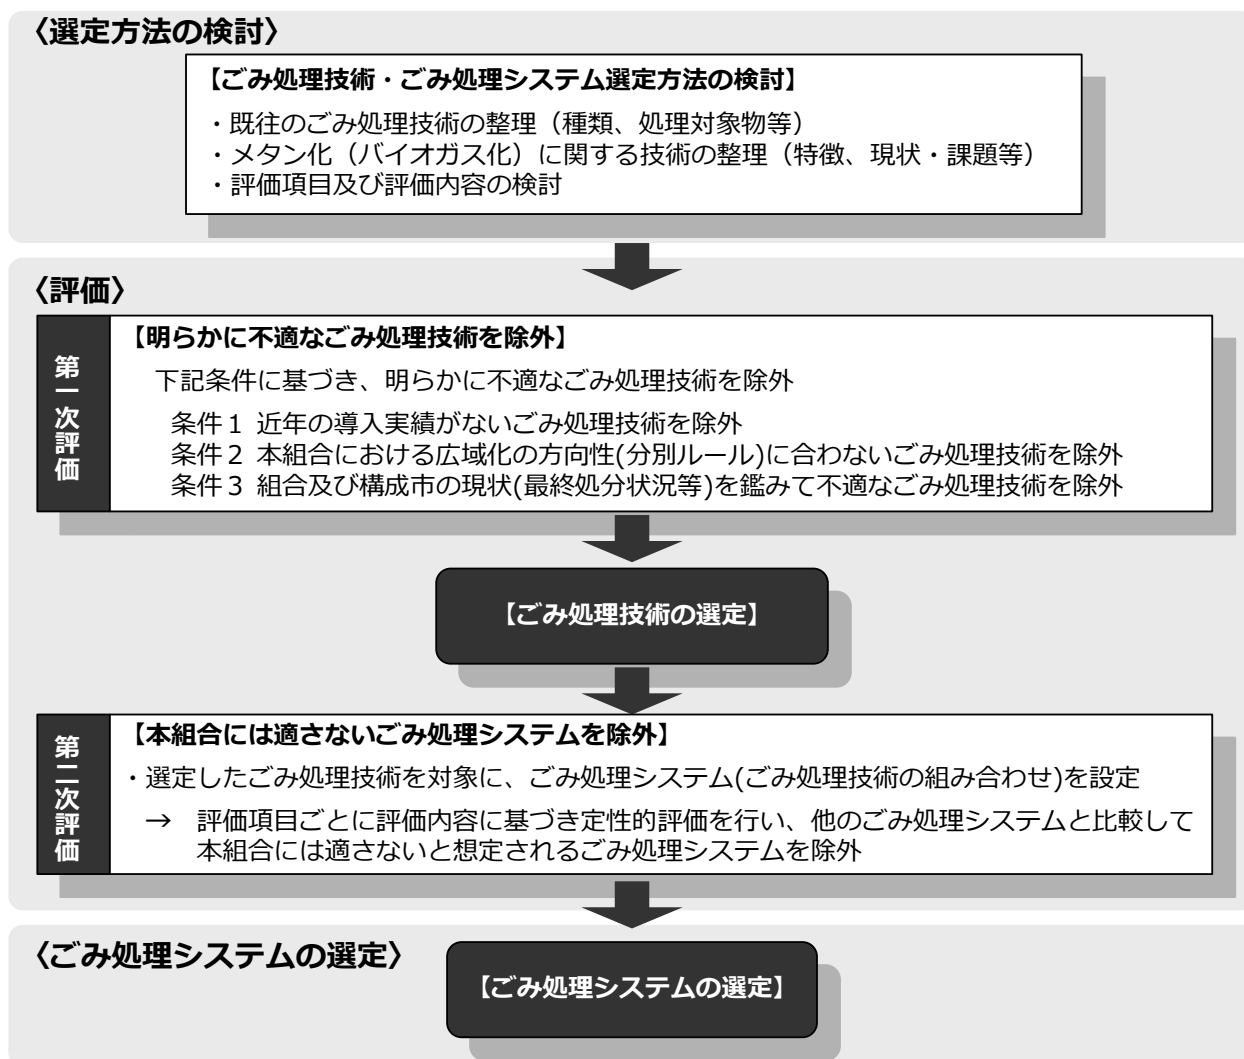 〈選定方法の検討〉
【ごみ処理技術・ごみ処理システム選定方法の検討】
・既往のごみ処理技術の整理（種類、処理対象物等）
・メタン化（バイオガス化）に関する技術の整理（特徴、現状・課題等）
・評価項目及び評価内容の検討
〈評価〉
第一次評価
【明らかに不適なごみ処理技術を除外】
下記条件に基づき、明らかに不適なごみ処理技術を除外
条件１ 近年の導入実績がないごみ処理技術を除外
条件２ 本組合における広域化の方向性(分別ルール)に合わないごみ処理技術を除外
条件３ 組合及び構成市の現状(最終処分状況等)を鑑みて不適なごみ処理技術を除外
【ごみ処理技術の選定】
第二次評価
【本組合には適さないごみ処理システムを除外】
・選定したごみ処理技術を対象に、ごみ処理システム(ごみ処理技術の組み合わせ)を設定
→ 評価項目ごとに評価内容に基づき定性的評価を行い、他のごみ処理システムと比較して
本組合には適さないと想定されるごみ処理システムを除外
〈ごみ処理システムの選定〉
【ごみ処理システムの選定】